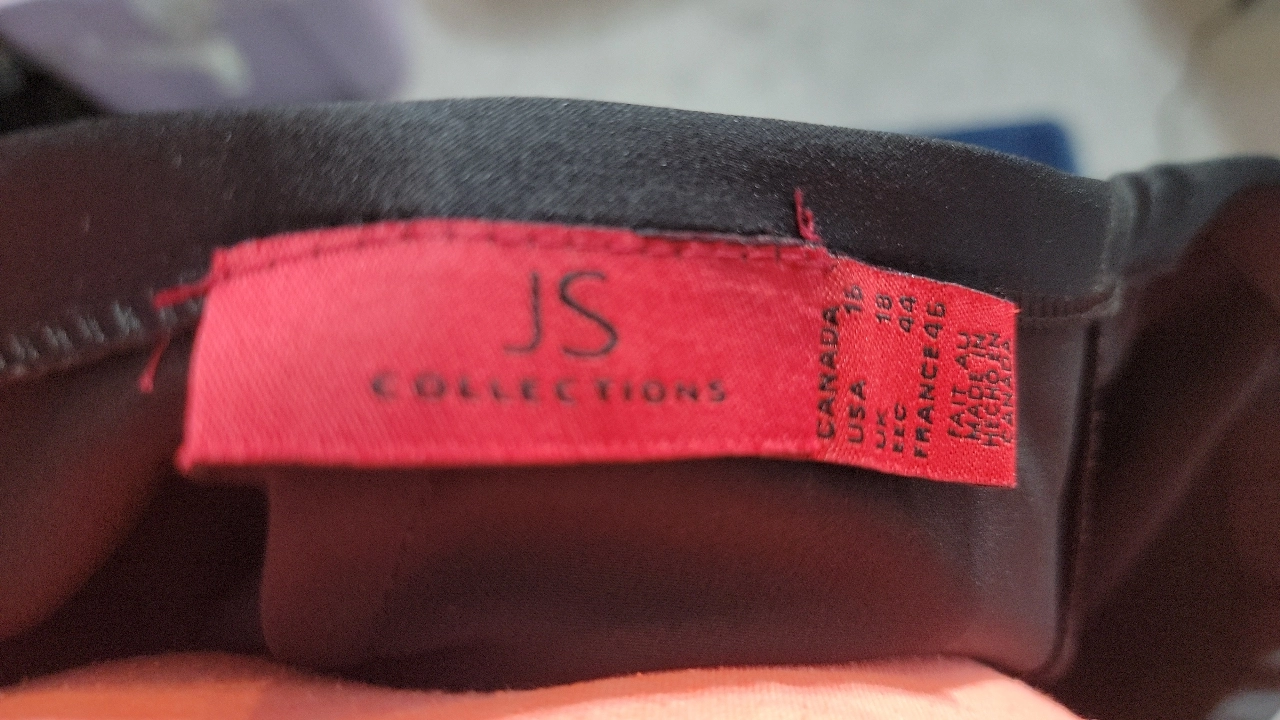 JS
COLLECTIONS
CANADA 16
USA
UK 18
EEC 44
FRANCE 46
FAIT AU
MADE IN
HECHO EN
CANADA